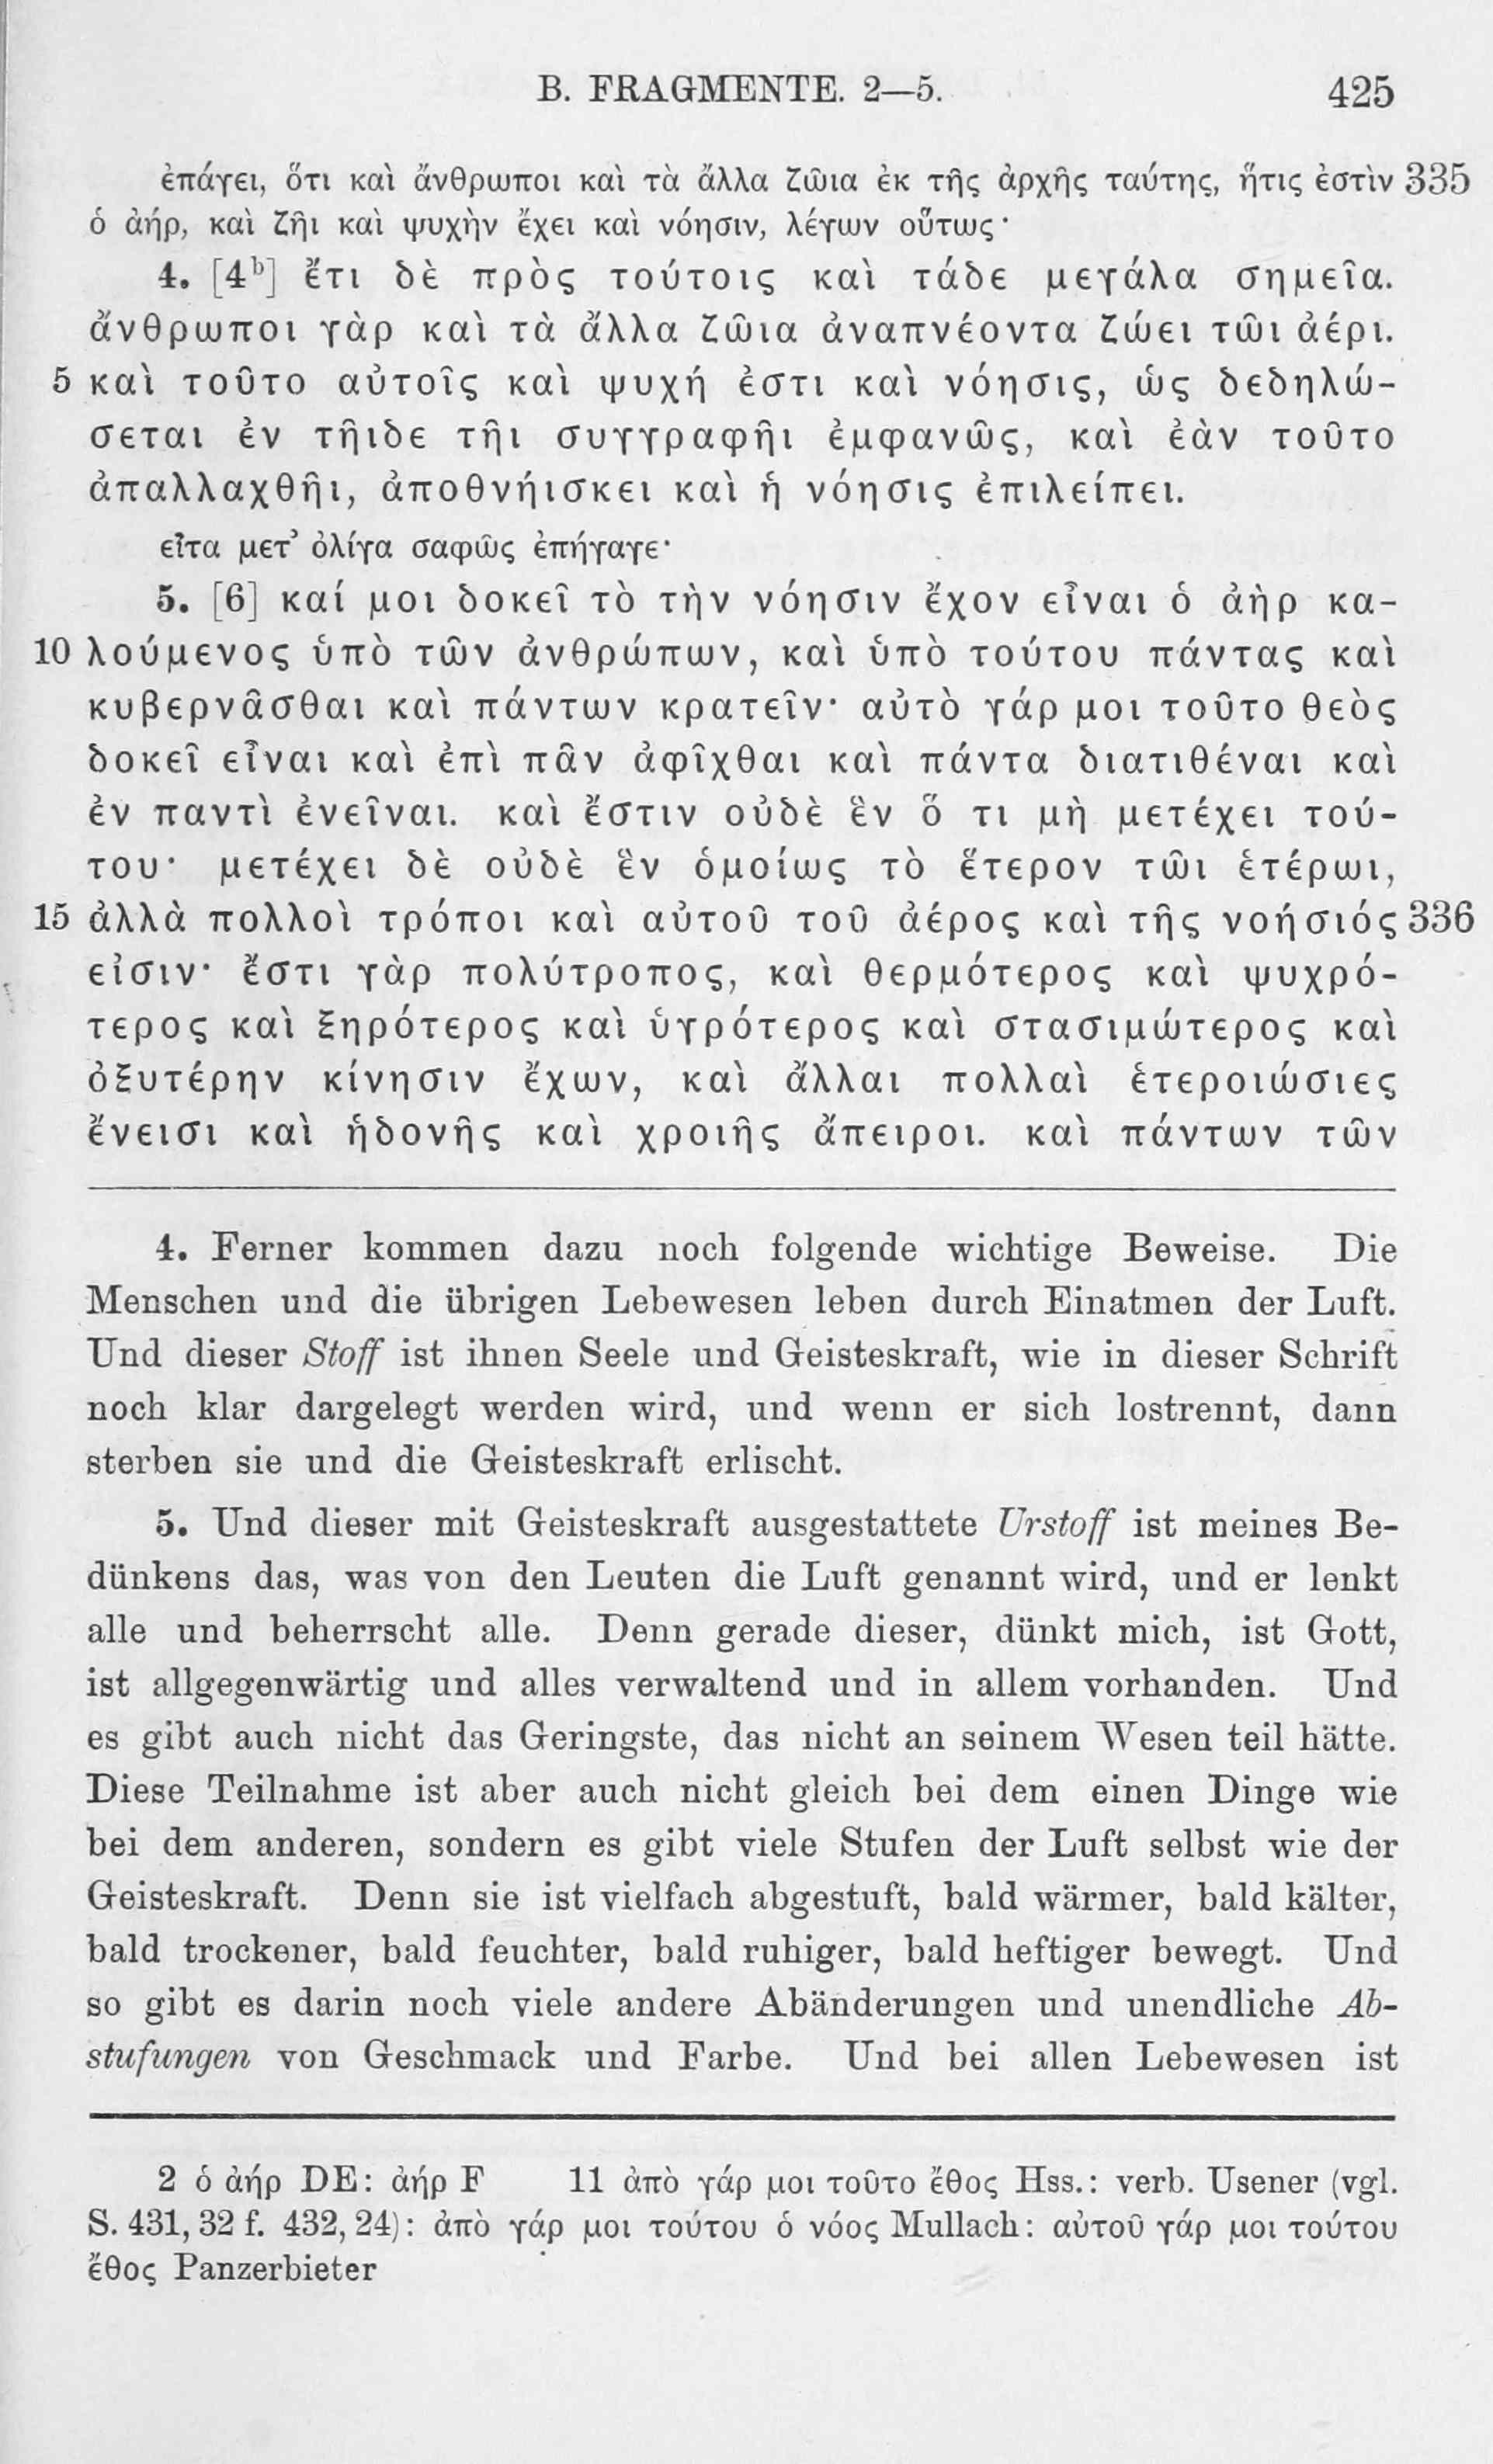 B. FRAGMENTE. 2—5. 425
ἐπάγει, ὅτι καὶ ἄνθρωποι καὶ τὰ ἄλλα ζῶια ἐκ τῆς ἀρχῆς ταύτης, ἥτις ἐστὶν 335
ὁ ἀήρ, καὶ ζῆι καὶ ψυχὴν ἔχει καὶ νόησιν, λέγων οὕτως·
4. [4ᵇ] ἔτι δὲ πρὸς τούτοις καὶ τάδε μεγάλα σημεῖα.
ἄνθρωποι γὰρ καὶ τὰ ἄλλα ζῶια ἀναπνέοντα ζώει τῶι ἀέρι.
5 καὶ τοῦτο αὐτοῖς καὶ ψυχή ἐστι καὶ νόησις, ὡς δεδηλώ-
σεται ἐν τῆιδε τῆι συγγραφῆι ἐμφανῶς, καὶ ἐὰν τοῦτο
ἀπαλλαχθῆι, ἀποθνήισκει καὶ ἡ νόησις ἐπιλείπει.
εἶτα μετ’ ὀλίγα σαφῶς ἐπήγαγε·
5. [6] καί μοι δοκεῖ τὸ τὴν νόησιν ἔχον εἶναι ὁ ἀὴρ κα-
10 λούμενος ὑπὸ τῶν ἀνθρώπων, καὶ ὑπὸ τούτου πάντας καὶ
κυβερνᾶσθαι καὶ πάντων κρατεῖν· αὐτὸ γάρ μοι τοῦτο θεὸς
δοκεῖ εἶναι καὶ ἐπὶ πᾶν ἀφῖχθαι καὶ πάντα διατιθέναι καὶ
ἐν παντὶ ἐνεῖναι. καὶ ἔστιν οὐδὲ ἓν ὅ τι μὴ μετέχει τού-
του· μετέχει δὲ οὐδὲ ἓν ὁμοίως τὸ ἕτερον τῶι ἑτέρωι,
15 ἀλλὰ πολλοὶ τρόποι καὶ αὐτοῦ τοῦ ἀέρος καὶ τῆς νοήσιός 336
εἰσιν· ἔστι γὰρ πολύτροπος, καὶ θερμότερος καὶ ψυχρό-
τερος καὶ ξηρότερος καὶ ὑγρότερος καὶ στασιμώτερος καὶ
ὀξυτέρην κίνησιν ἔχων, καὶ ἄλλαι πολλαὶ ἑτεροιώσιες
ἔνεισι καὶ ἡδονῆς καὶ χροιῆς ἄπειροι. καὶ πάντων τῶν
4. Ferner kommen dazu noch folgende wichtige Beweise. Die
Menschen und die übrigen Lebewesen leben durch Einatmen der Luft.
Und dieser Stoff ist ihnen Seele und Geisteskraft, wie in dieser Schrift
noch klar dargelegt werden wird, und wenn er sich lostrennt, dann
sterben sie und die Geisteskraft erlischt.
5. Und dieser mit Geisteskraft ausgestattete Urstoff ist meines Be-
dünkens das, was von den Leuten die Luft genannt wird, und er lenkt
alle und beherrscht alle. Denn gerade dieser, dünkt mich, ist Gott,
ist allgegenwärtig und alles verwaltend und in allem vorhanden. Und
es gibt auch nicht das Geringste, das nicht an seinem Wesen teil hätte.
Diese Teilnahme ist aber auch nicht gleich bei dem einen Dinge wie
bei dem anderen, sondern es gibt viele Stufen der Luft selbst wie der
Geisteskraft. Denn sie ist vielfach abgestuft, bald wärmer, bald kälter,
bald trockener, bald feuchter, bald ruhiger, bald heftiger bewegt. Und
so gibt es darin noch viele andere Abänderungen und unendliche Ab-
stufungen von Geschmack und Farbe. Und bei allen Lebewesen ist
2 ὁ ἀήρ DE: ἀήρ F 11 ἀπὸ γάρ μοι τοῦτο ἔθος Hss.: verb. Usener (vgl.
S. 431, 32 f. 432, 24): ἀπὸ γάρ μοι τούτου ὁ νόος Mullach: αὐτοῦ γάρ μοι τούτου
ἔθος Panzerbieter